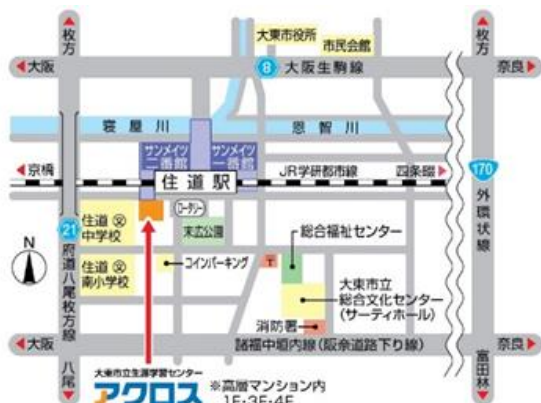 枚方
大東市役所
市民会館
枚方
大阪
8
大阪生駒線
奈良
寝屋川
恩智川
サンメイツ
二番館
サンメイツ
一番館
京橋
JR学研都市線
四条畷
住道駅
170
外環状線
住道
中学校
文
ロータリー
末広公園
総合福祉センター
21
府道八尾枚方線
N
住道
南小学校
文
コインパーキング
〒
大東市立
総合文化センター
(サーティホール)
消防署
大阪
諸福中垣内線(阪奈道路下り線)
奈良
八尾
富田林
大東市立生涯学習センター
アクロス
※高層マンション内
1F・3F・4F